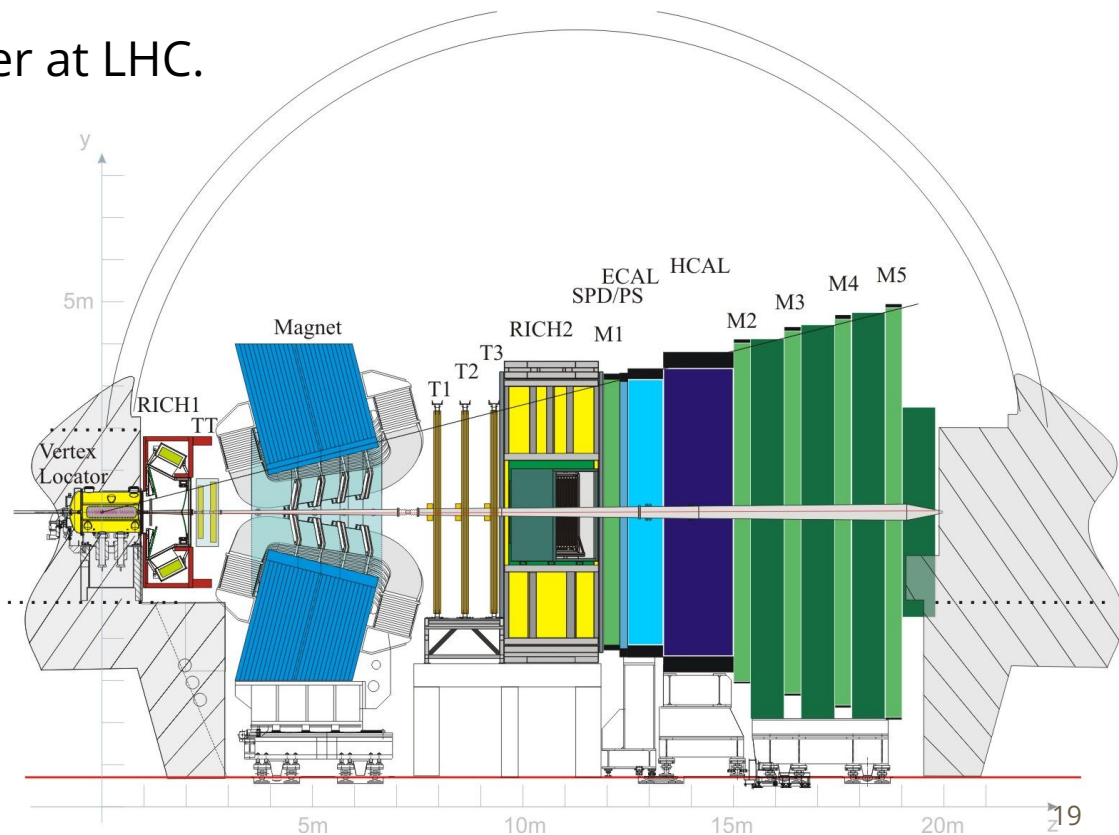 er at LHC.
y
5m
Magnet
RICH1
TT
Vertex
Locator
T1
T2
T3
RICH2
SPD/PS
ECAL
HCAL
M1
M2
M3
M4
M5
5m
10m
15m
20m
z
19